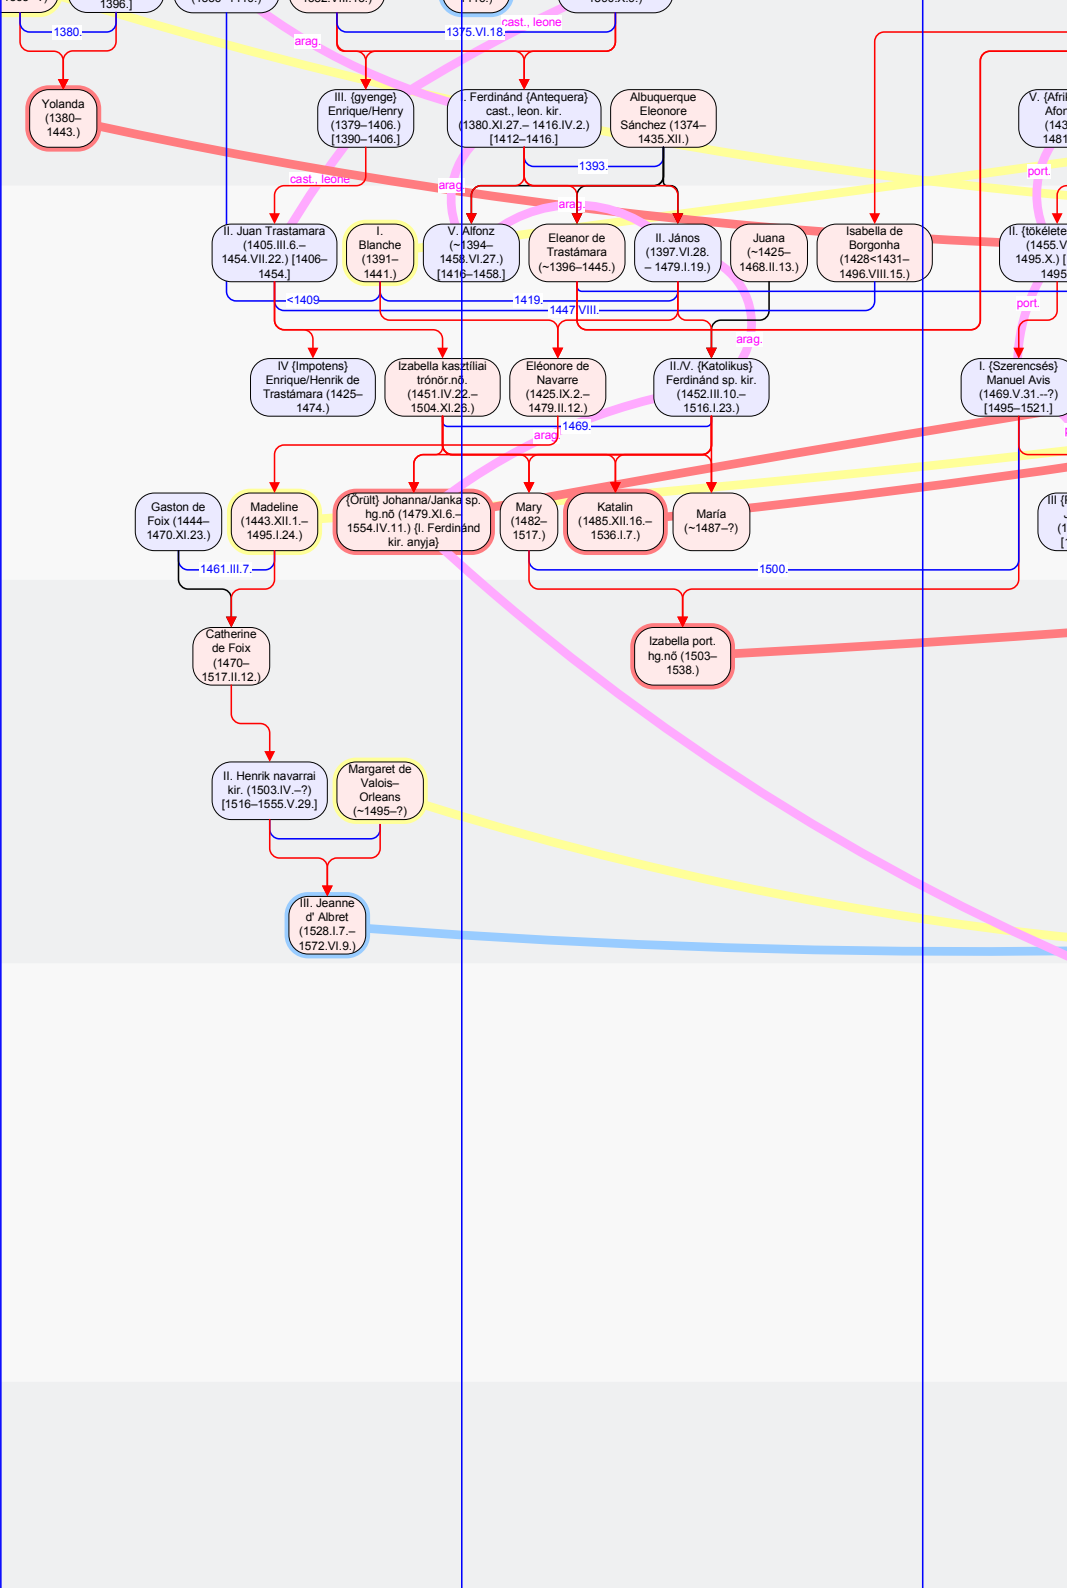 1396.]
1380.
1375.VI.18.
cast., leone
arag.
Yolanda
(1380–
1443.)
III. {gyenge}
Enrique/Henry
(1379–1406.)
[1390–1406.]
I. Ferdinánd {Antequera}
cast., leon. kir.
(1380.XI.27.– 1416.IV.2.)
[1412–1416.]
Albuquerque
Eleonore
Sánchez (1374–
1435.XII.)
1393.
cast., leone
arag.
arag.
port.
II. Juan Trastamara
(1405.III.6.–
1454.VII.22.) [1406–
1454.]
I.
Blanche
(1391–
1441.)
V. Alfonz
(~1394–
1458.VI.27.)
[1416–1458.]
Eleanor de
Trastámara
(~1396–1445.)
II. János
(1397.VI.28.
– 1479.I.19.)
Juana
(~1425–
1468.II.13.)
Isabella de
Borgonha
(1428<1431–
1496.VIII.15.)
<1409
1419.
1447.VIII.
port.
arag.
IV {Impotens}
Enrique/Henrik de
Trastámara (1425–
1474.)
Izabella kasztíliai
trónör.nő.
(1451.IV.22.–
1504.XI.26.)
Eléonore de
Navarre
(1425.IX.2.–
1479.II.12.)
II./V. {Katolikus}
Ferdinánd sp. kir.
(1452.III.10.–
1516.I.23.)
I. {Szerencsés}
Manuel Avis
(1469.V.31.--?)
[1495–1521.]
1469.
arag.
Gaston de
Foix (1444–
1470.XI.23.)
Madeline
(1443.XII.1.–
1495.I.24.)
{Őrült} Johanna/Janka sp.
hg.nő (1479.XI.6.–
1554.IV.11.) {I. Ferdinánd
kir. anyja}
Mary
(1482–
1517.)
Katalin
(1485.XII.16.–
1536.I.7.)
María
(~1487–?)
1461.III.7.
1500.
Catherine
de Foix
(1470–
1517.II.12.)
Izabella port.
hg.nő (1503–
1538.)
II. Henrik navarrai
kir. (1503.IV.–?)
[1516–1555.V.29.]
Margaret de
Valois–
Orleans
(~1495–?)
III. Jeanne
d' Albret
(1528.I.7.–
1572.VI.9.)